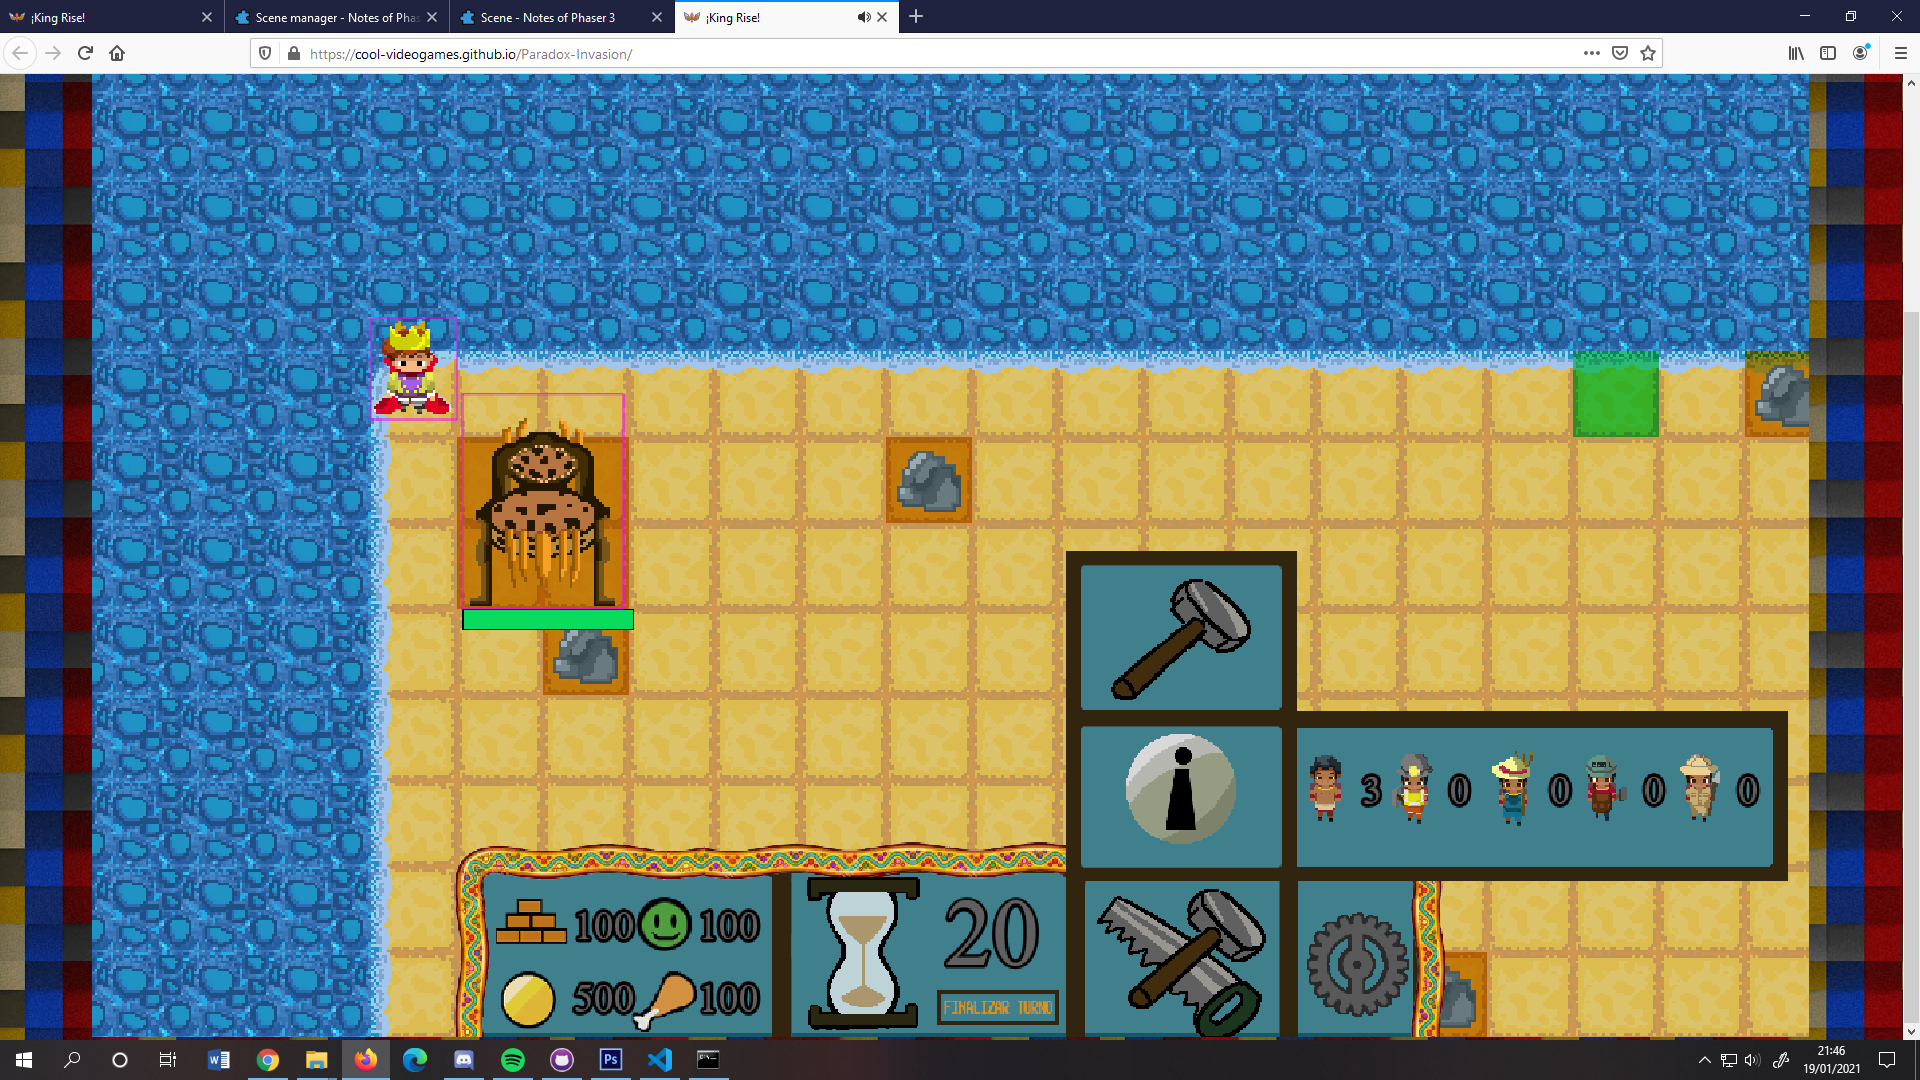 ¡King Rise!
Scene manager - Notes of Phas
Scene - Notes of Phaser 3
¡King Rise!
https://cool-videogames.github.io/Paradox-Invasion/
3 0 0 0 0
100 100
20
500 100
FINALIZAR TURNO
21:46
19/01/2021